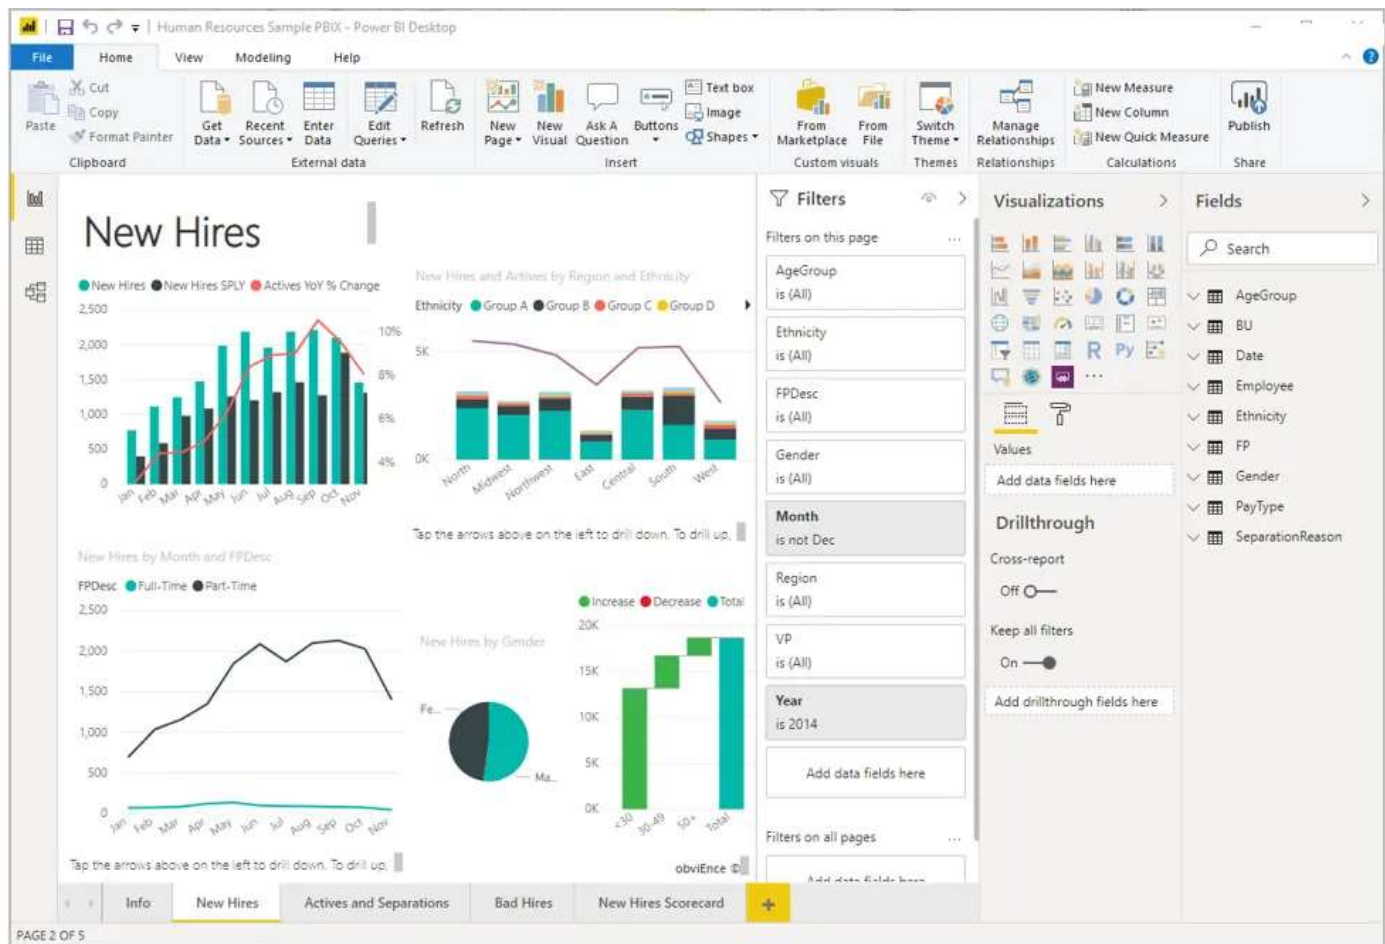 Human Resources Sample PBIX - Power BI Desktop
File Home View Modeling Help
Paste
Cut
Copy
Format Painter
Clipboard
Get Data
Recent Sources
Enter Data
Edit Queries
External data
Refresh
New Page
New Visual
Ask A Question
Buttons
Text box
Image
Shapes
Insert
From Marketplace
From File
Custom visuals
Switch Theme
Themes
Manage Relationships
Relationships
New Measure
New Column
New Quick Measure
Calculations
Publish
Share
New Hires
New Hires New Hires SPLY Actives YoY % Change
2,500
2,000
1,500
1,000
500
0
10%
8%
6%
4%
Jan Feb Mar Apr May Jun Jul Aug Sep Oct Nov
New Hires and Actives by Region and Ethnicity
Ethnicity Group A Group B Group C Group D
5K
0K
North Midwest Northwest East Central South West
Tap the arrows above on the left to drill down. To drill up,
New Hires by Month and FPDesc
FPDesc Full-Time Part-Time
2,500
2,000
1,500
1,000
500
0
Jan Feb Mar Apr May Jun Jul Aug Sep Oct Nov
Tap the arrows above on the left to drill down. To drill up,
New Hires by Gender
Fe...
Ma...
Increase Decrease Total
20K
15K
10K
5K
0K
<30 30-49 50+ Total
obviEnce ©
Filters
Filters on this page ...
AgeGroup
is (All)
Ethnicity
is (All)
FPDesc
is (All)
Gender
is (All)
Month
is not Dec
Region
is (All)
VP
is (All)
Year
is 2014
Add data fields here
Filters on all pages ...
Add data fields here
Visualizations
R Py
...
Values
Add data fields here
Drillthrough
Cross-report
Off
Keep all filters
On
Add drillthrough fields here
Fields
Search
AgeGroup
BU
Date
Employee
Ethnicity
FP
Gender
PayType
SeparationReason
Info New Hires Actives and Separations Bad Hires New Hires Scorecard +
PAGE 2 OF 5